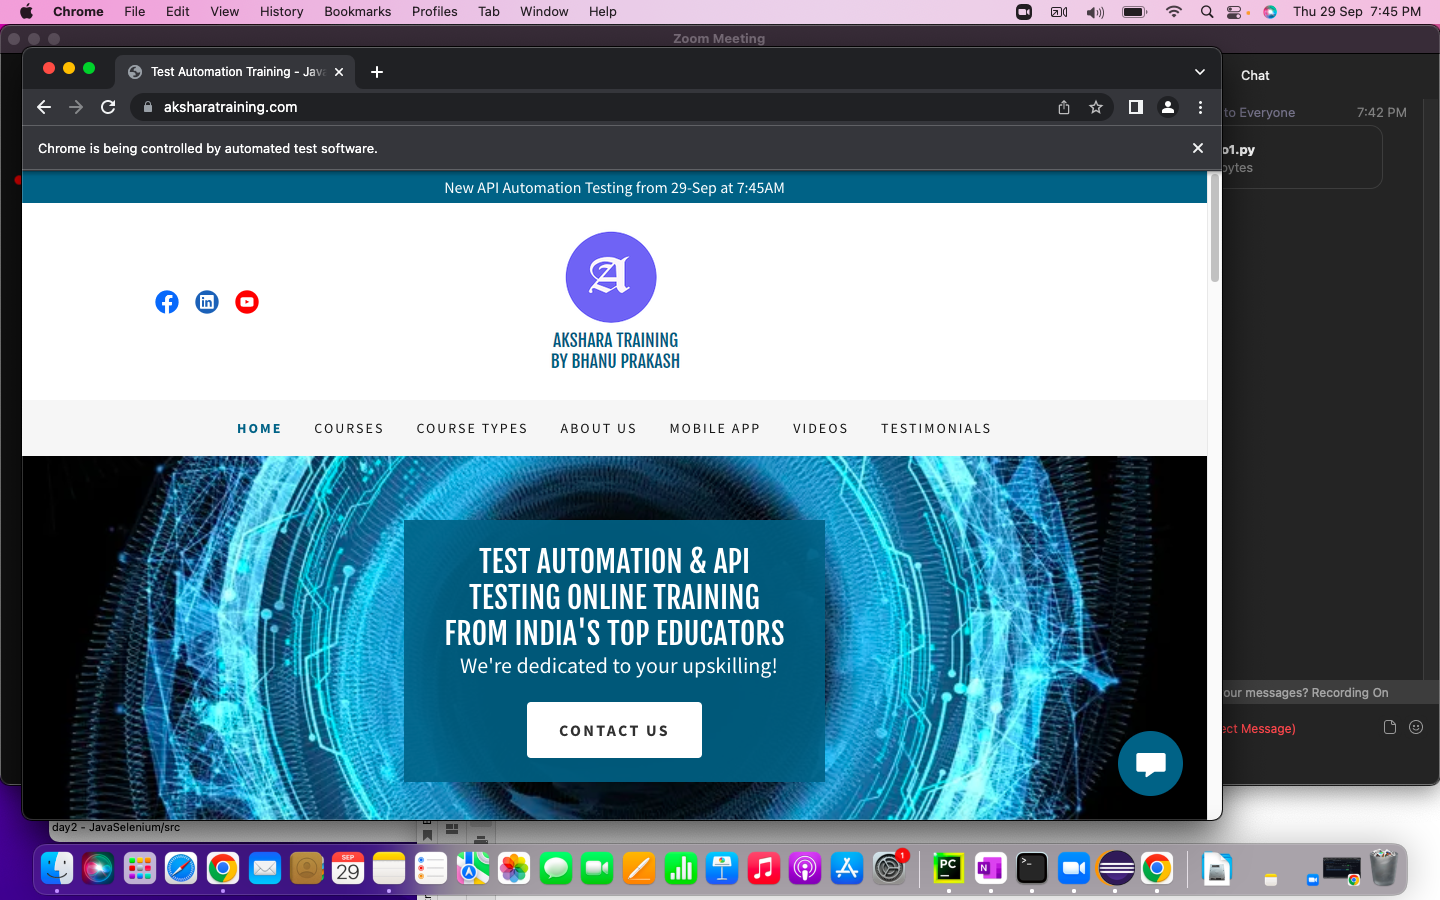 Chrome File Edit View History Bookmarks Profiles Tab Window Help Thu 29 Sep 7:45 PM
Zoom Meeting
Test Automation Training - Java
Chat
aksharatraining.com
to Everyone 7:42 PM
Chrome is being controlled by automated test software.
o1.py
bytes
New API Automation Testing from 29-Sep at 7:45AM
A
AKSHARA TRAINING
BY BHANU PRAKASH
HOME COURSES COURSE TYPES ABOUT US MOBILE APP VIDEOS TESTIMONIALS
TEST AUTOMATION & API
TESTING ONLINE TRAINING
FROM INDIA'S TOP EDUCATORS
We're dedicated to your upskilling!
CONTACT US
our messages? Recording On
ect Message)
day2 - JavaSelenium/src
SEP
29
1
PC
N